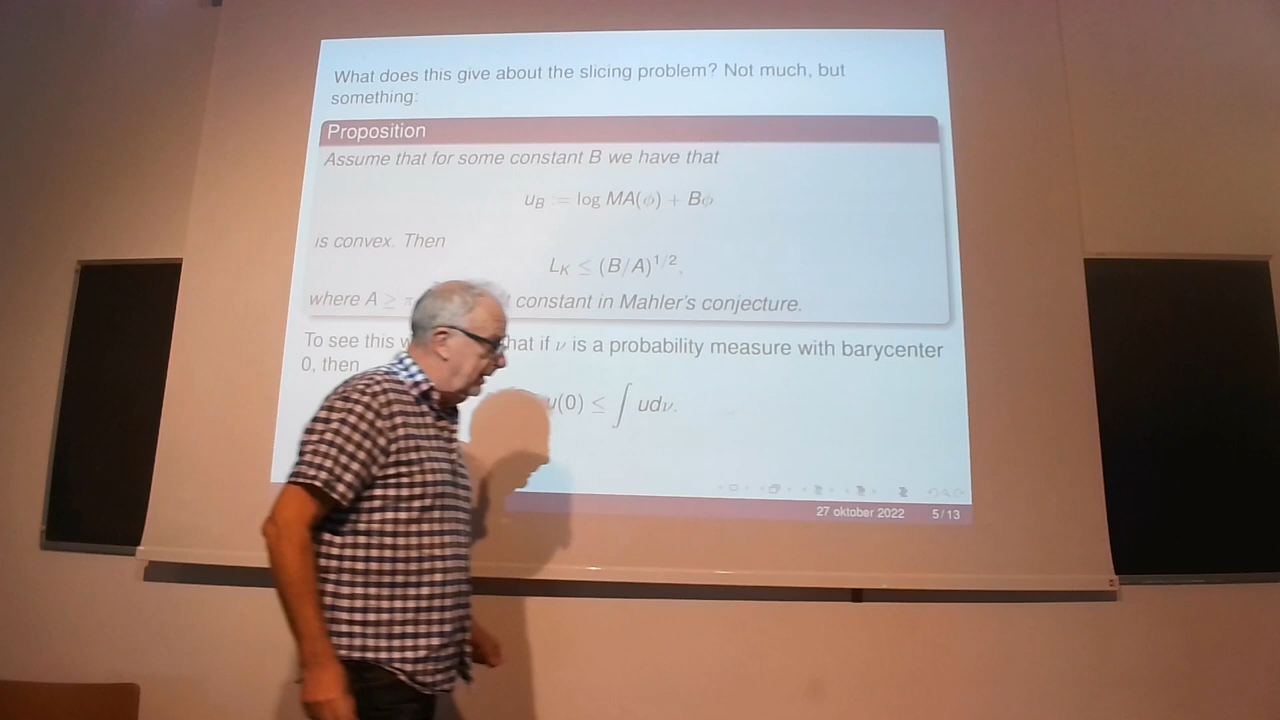 What does this give about the slicing problem? Not much, but
something:
Proposition
Assume that for some constant B we have that
u_B := log MA(ϕ) + Bϕ
is convex. Then
L_K ≤ (B/A)^{1/2},
where A ≥ constant in Mahler's conjecture.
To see this hat if ν is a probability measure with barycenter
0, then
u(0) ≤ ∫ udν.
27 oktober 2022 5/13